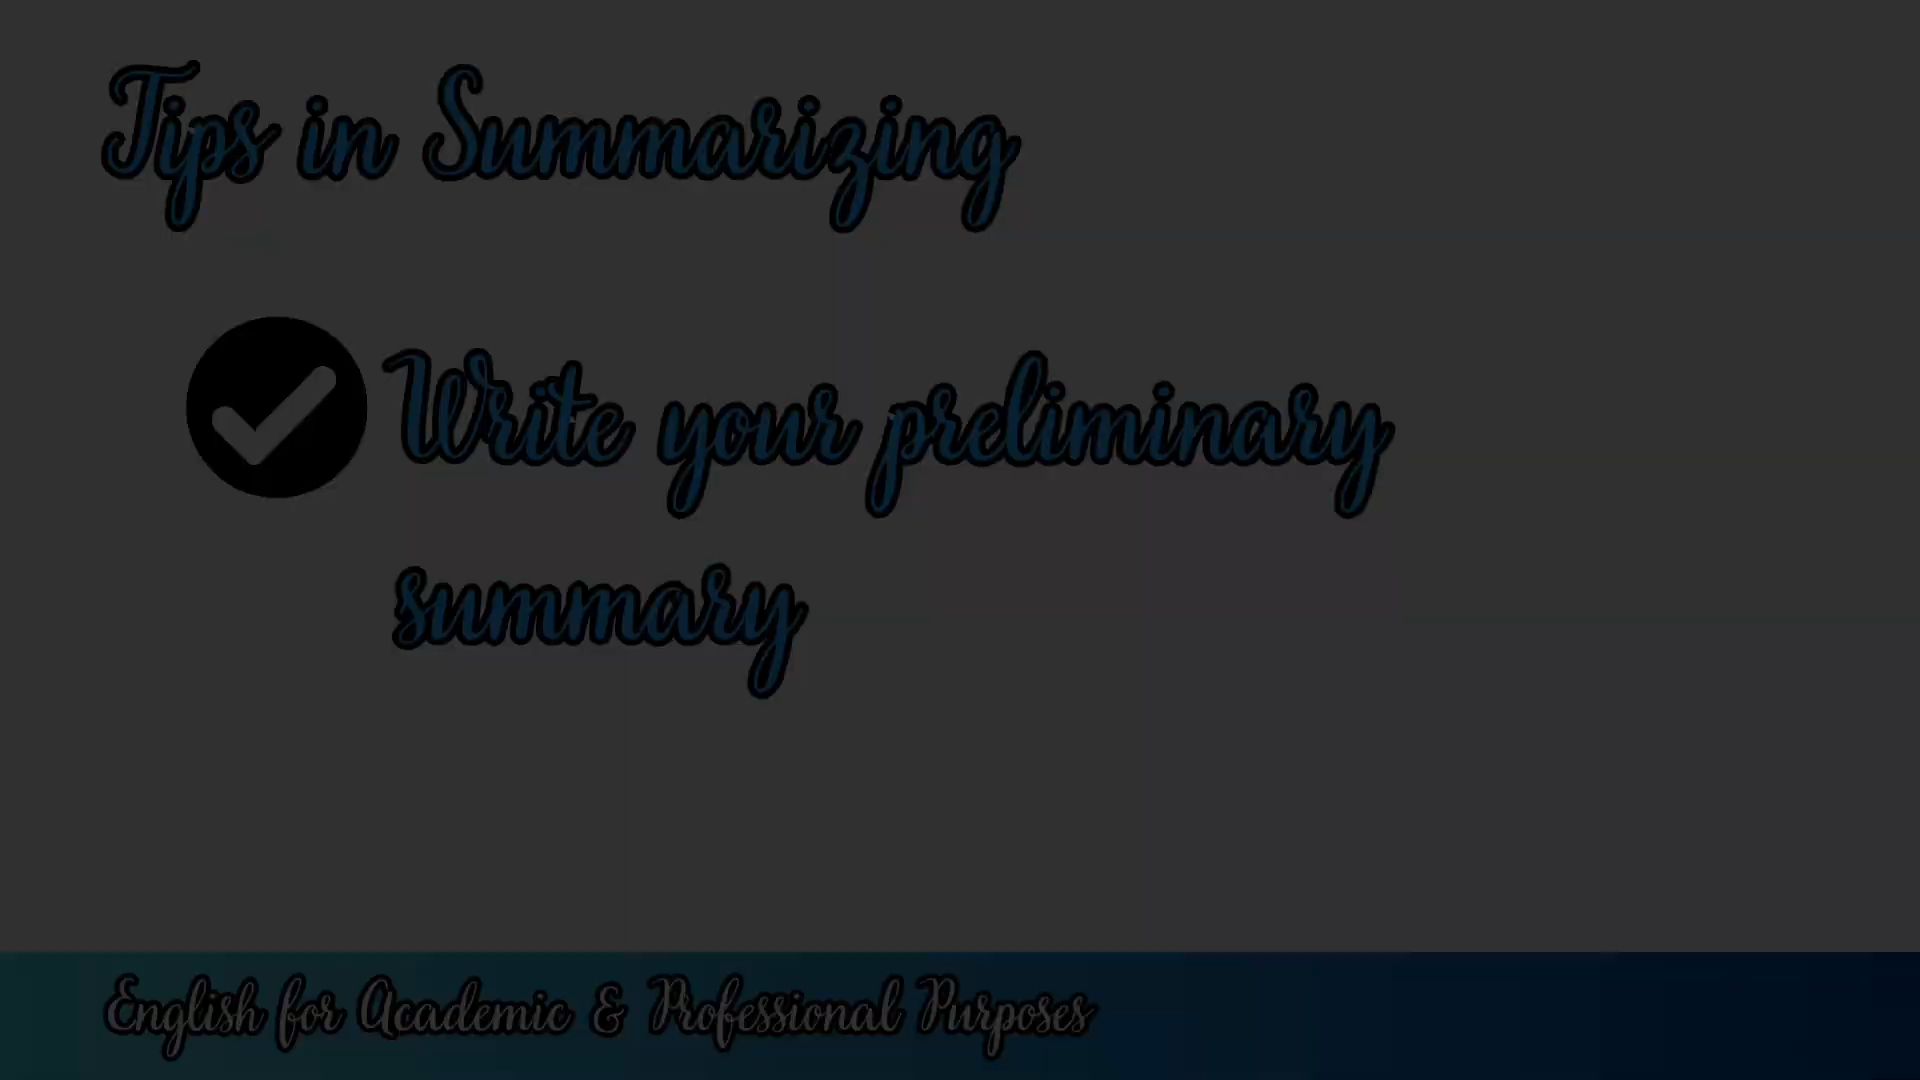 Tips in Summarizing
Write your preliminary
summary
English for Academic & Professional Purposes